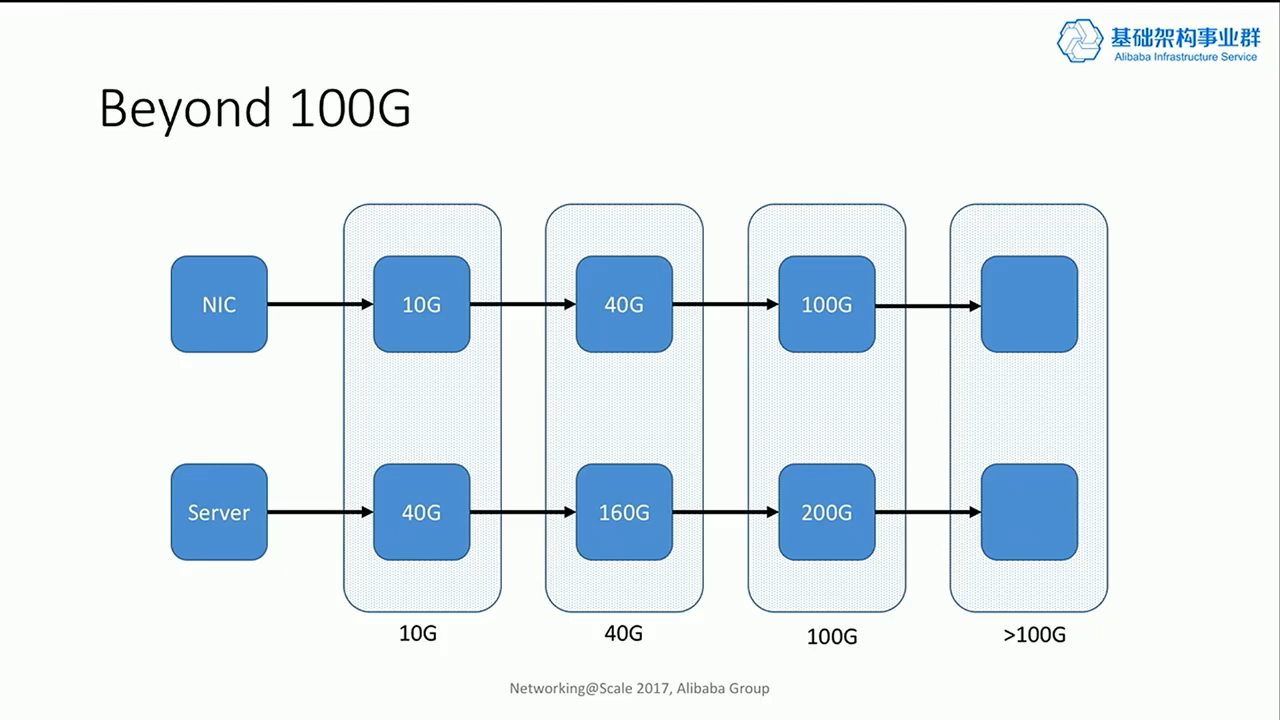 基础架构事业群
Alibaba Infrastructure Service
Beyond 100G
NIC
10G
40G
100G
Server
40G
160G
200G
10G
40G
100G
>100G
Networking@Scale 2017, Alibaba Group